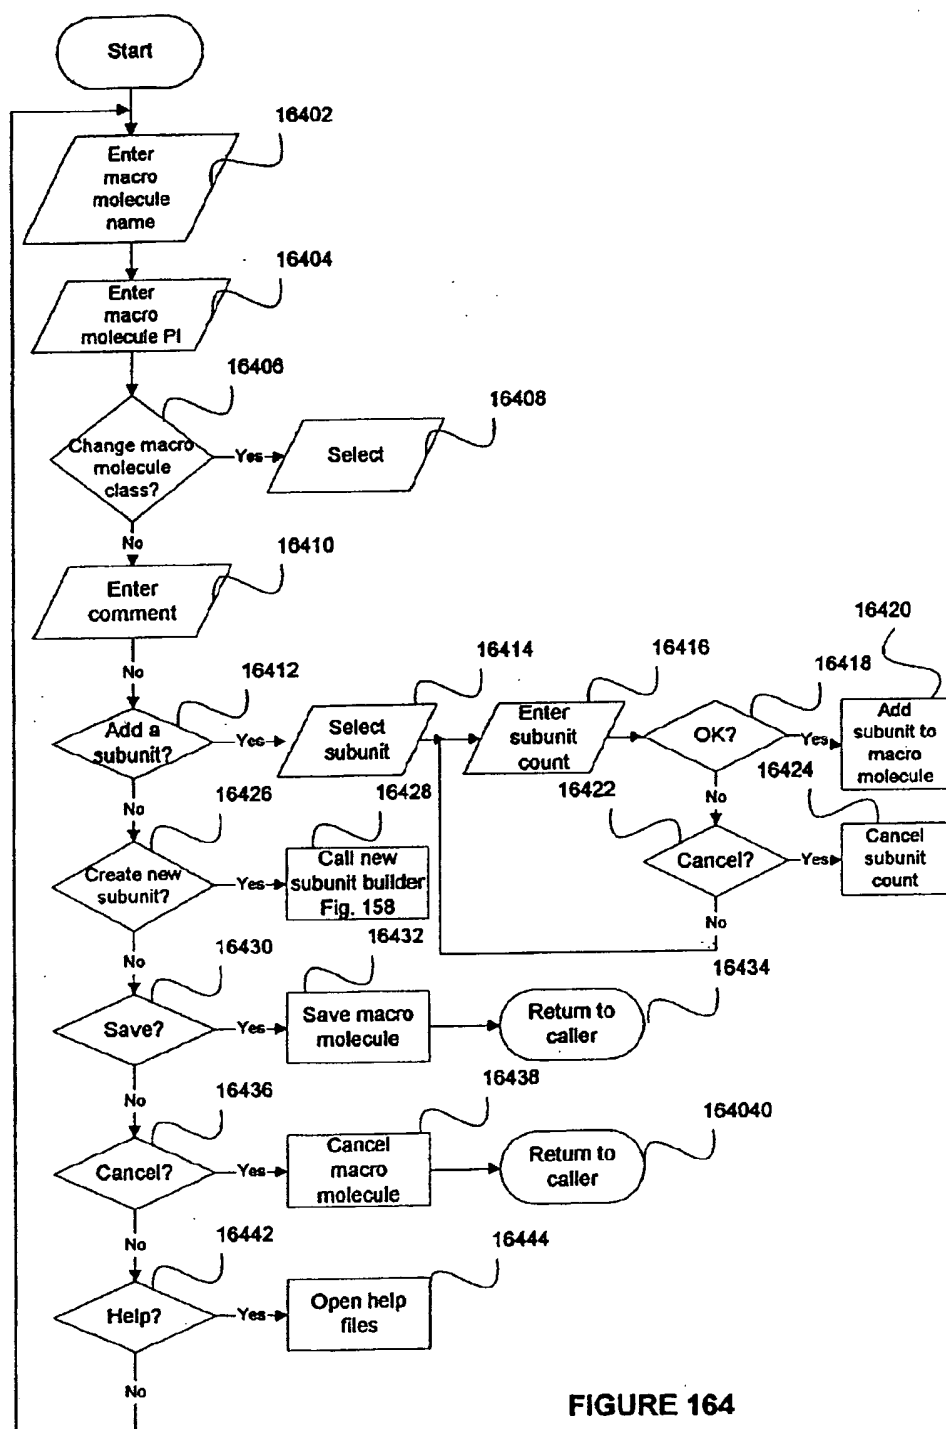 Start
16402
Enter
macro
molecule
name
16404
Enter
macro
molecule PI
16406
16408
Change macro
molecule
class?
Yes
Select
No
16410
Enter
comment
No
16412
16414
16416
16418
16420
Add a
subunit?
Yes
Select
subunit
Enter
subunit
count
OK?
Yes
Add
subunit to
macro
molecule
No
16426
16428
16422
No
16424
Create new
subunit?
Yes
Call new
subunit builder
Fig. 158
Cancel?
Yes
Cancel
subunit
count
No
No
16430
16432
16434
Save?
Yes
Save macro
molecule
Return to
caller
No
16436
16438
164040
Cancel?
Yes
Cancel
macro
molecule
Return to
caller
No
16442
16444
Help?
Yes
Open help
files
No
FIGURE 164